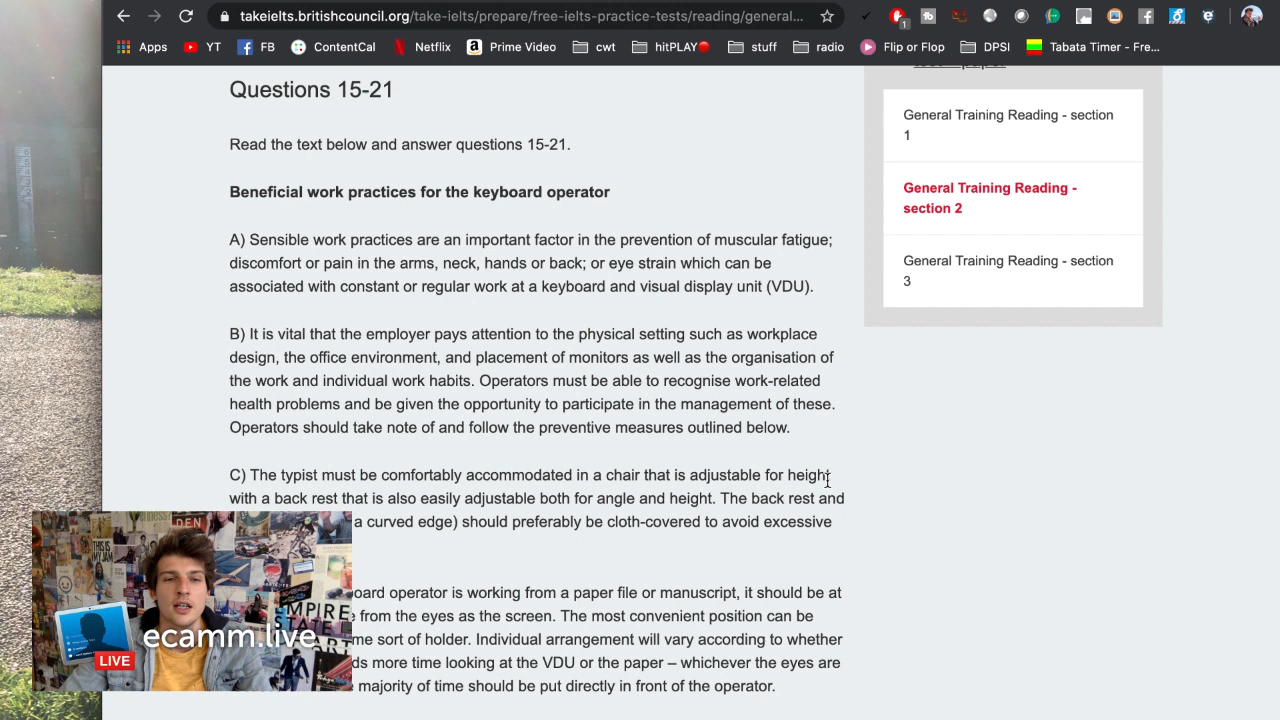 takeielts.britishcouncil.org/take-ielts/prepare/free-ielts-practice-tests/reading/general...
1
Apps YT FB ContentCal Netflix Prime Video cwt hitPLAY🔴 stuff radio Flip or Flop DPSI Tabata Timer - Fre...
Questions 15-21
Read the text below and answer questions 15-21.
Beneficial work practices for the keyboard operator
A) Sensible work practices are an important factor in the prevention of muscular fatigue;
discomfort or pain in the arms, neck, hands or back; or eye strain which can be
associated with constant or regular work at a keyboard and visual display unit (VDU).
B) It is vital that the employer pays attention to the physical setting such as workplace
design, the office environment, and placement of monitors as well as the organisation of
the work and individual work habits. Operators must be able to recognise work-related
health problems and be given the opportunity to participate in the management of these.
Operators should take note of and follow the preventive measures outlined below.
C) The typist must be comfortably accommodated in a chair that is adjustable for height
with a back rest that is also easily adjustable both for angle and height. The back rest and
a curved edge) should preferably be cloth-covered to avoid excessive
board operator is working from a paper file or manuscript, it should be at
from the eyes as the screen. The most convenient position can be
me sort of holder. Individual arrangement will vary according to whether
ds more time looking at the VDU or the paper – whichever the eyes are
majority of time should be put directly in front of the operator.
General Training Reading - section
1
General Training Reading -
section 2
General Training Reading - section
3
DEN
THIS IS
MY JAM
EMPIRE
STATE
ecamm.live
LIVE